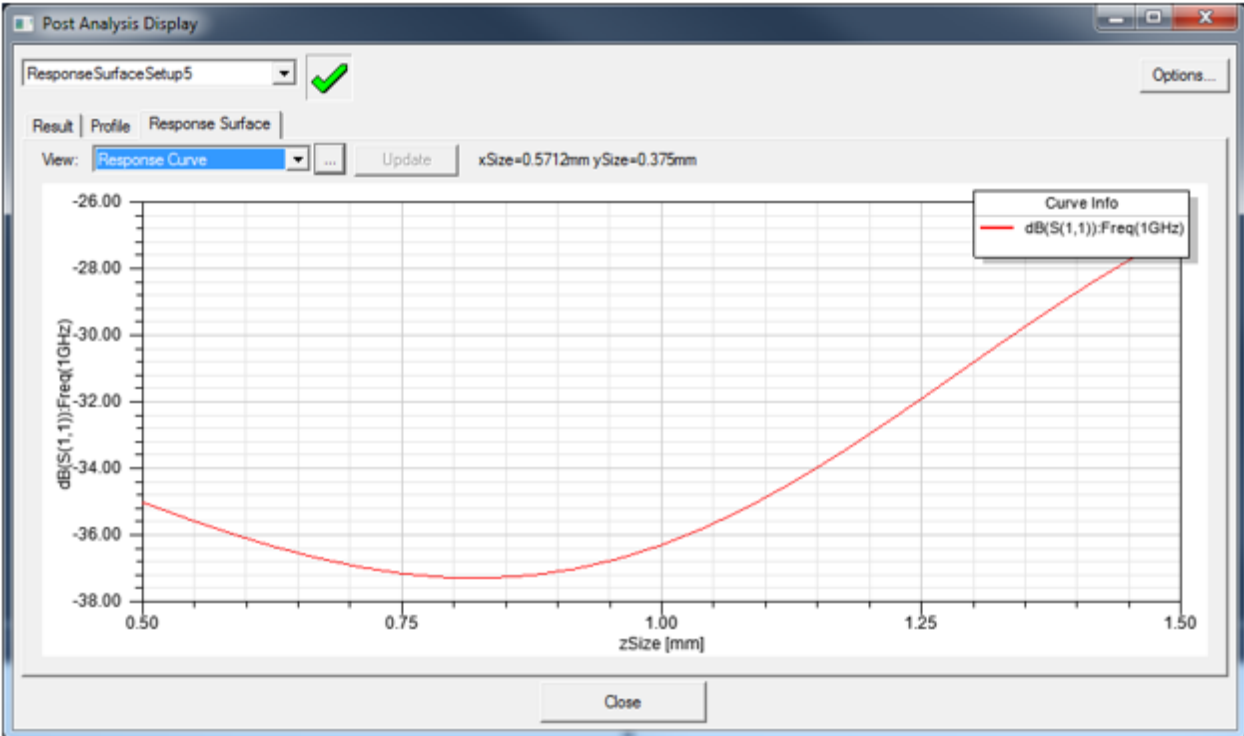 Post Analysis Display
ResponseSurfaceSetup5
Options...
Result Profile Response Surface
View: Response Curve ... Update xSize=0.5712mm ySize=0.375mm
Curve Info
dB(S(1,1)):Freq(1GHz)
-26.00
-28.00
-30.00
-32.00
-34.00
-36.00
-38.00
dB(S(1,1)):Freq(1GHz)
0.50 0.75 1.00 1.25 1.50
zSize [mm]
Close